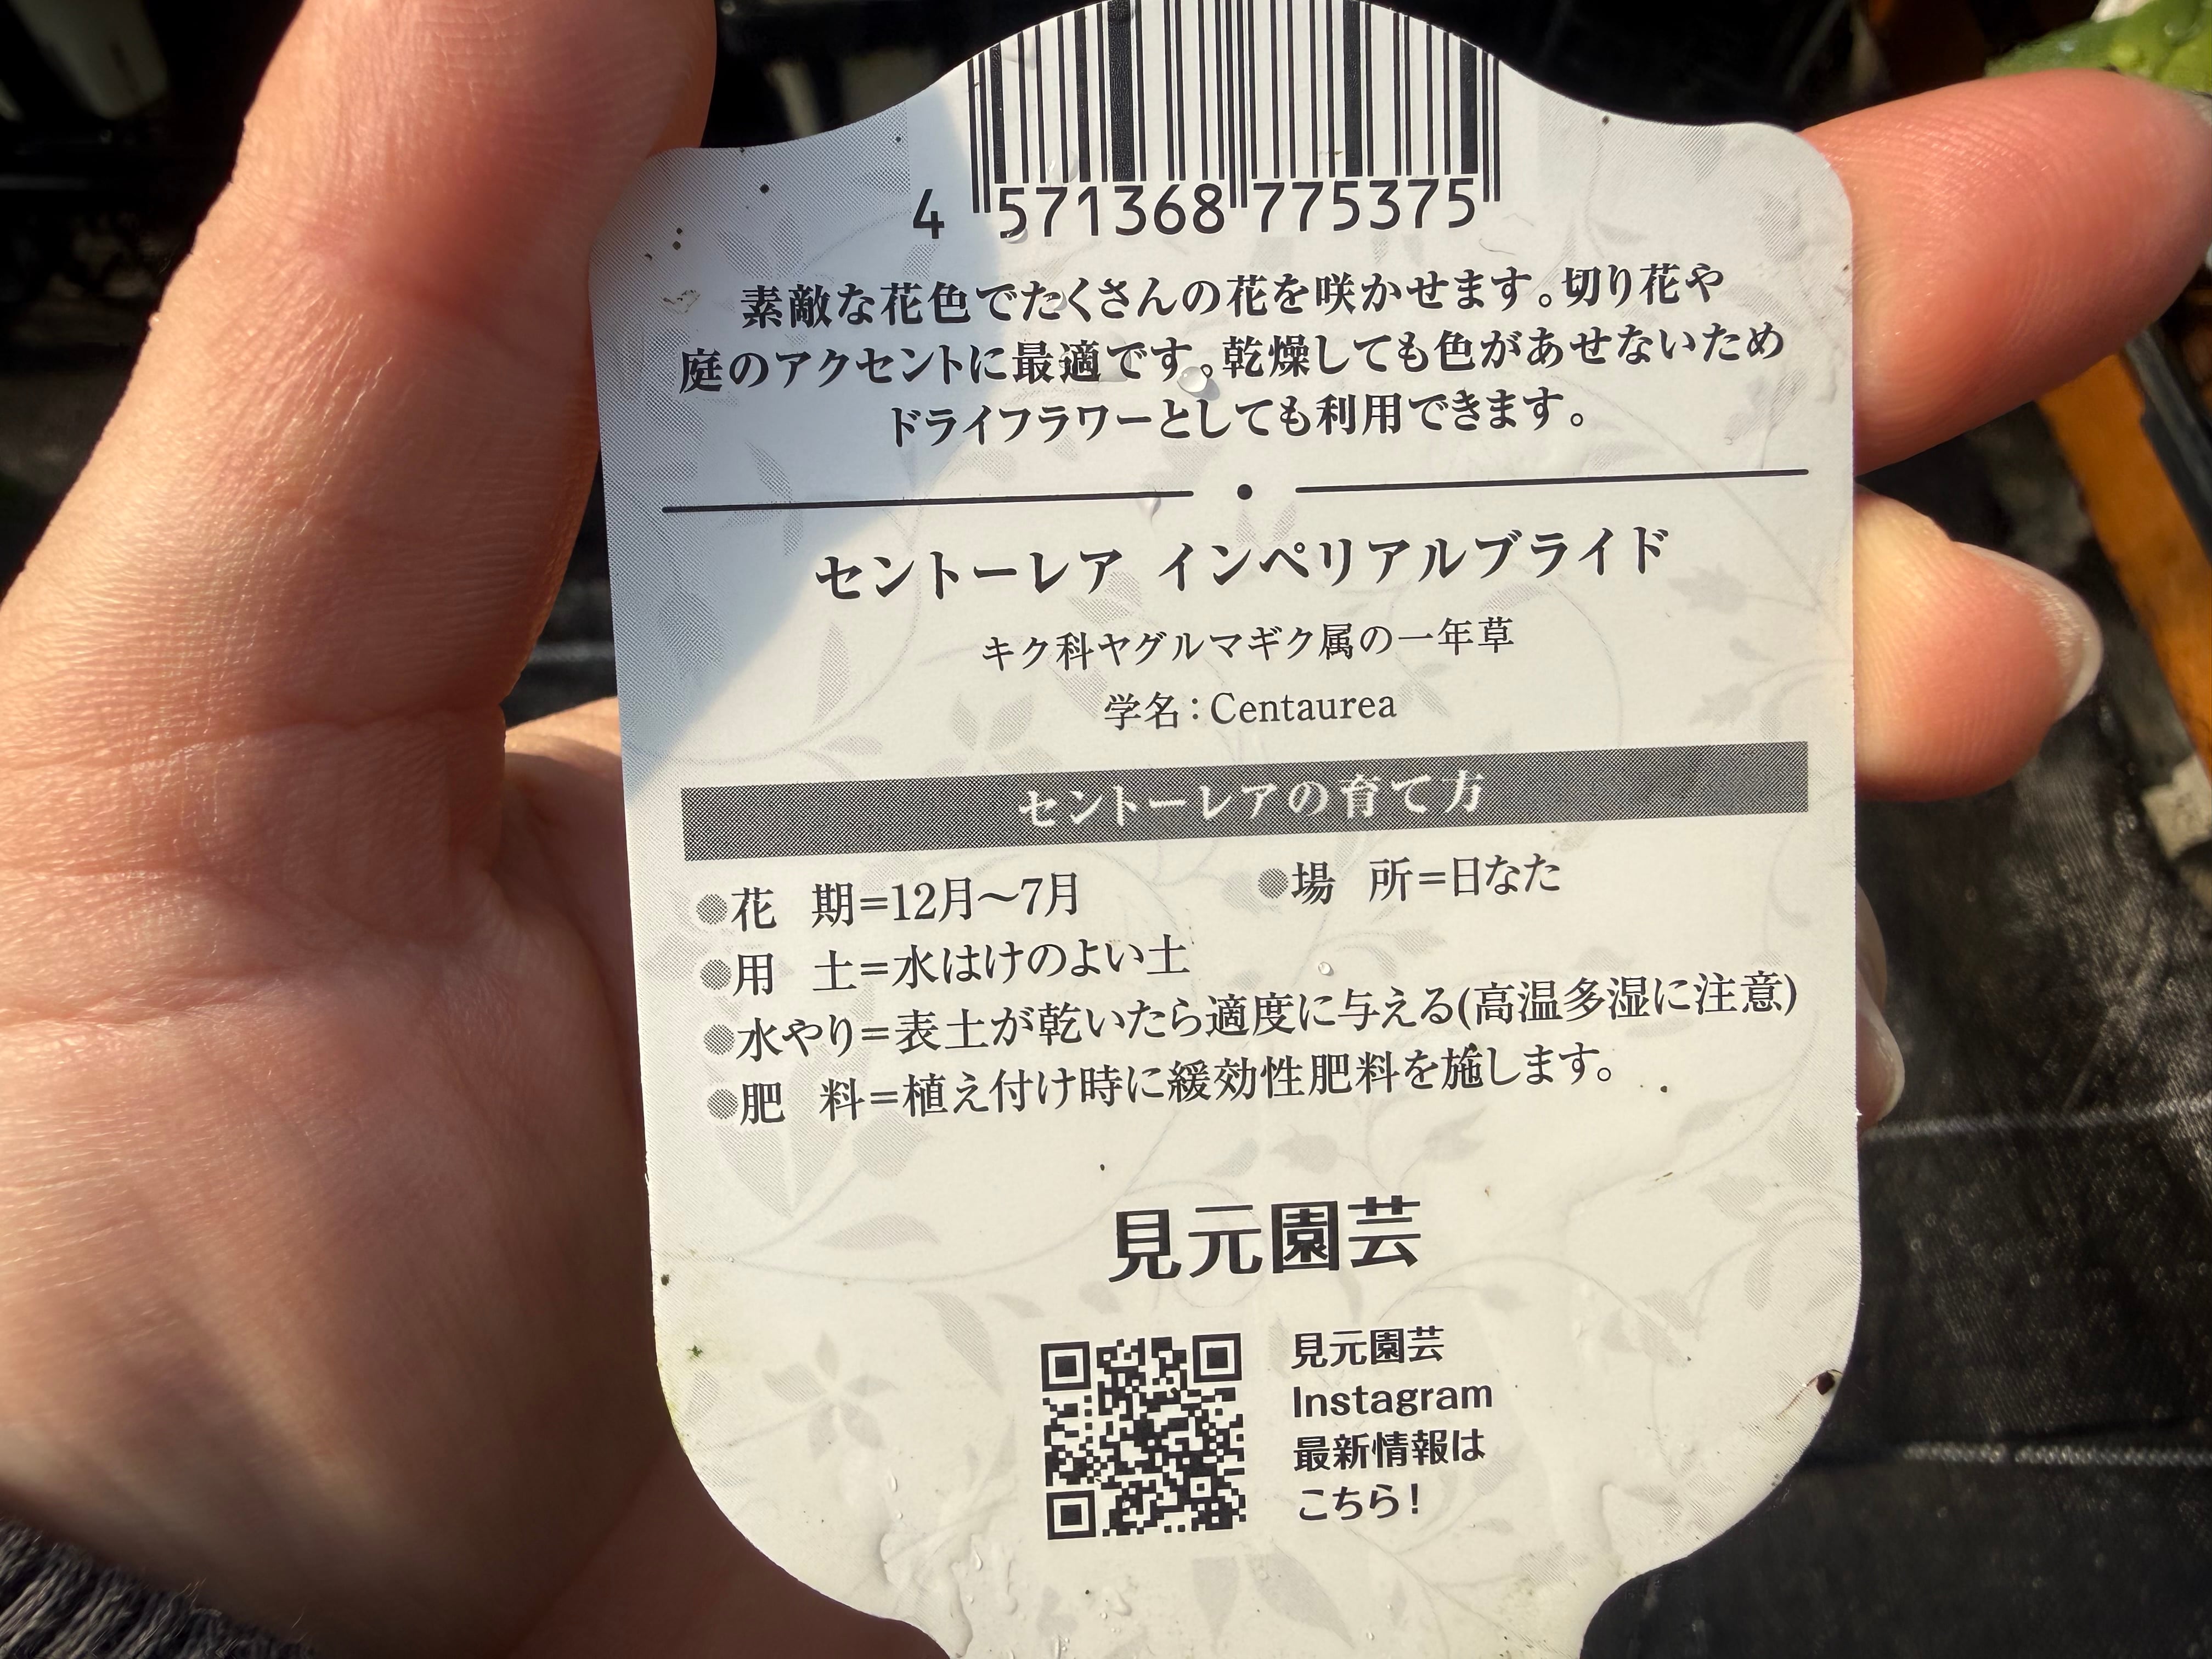 4 571368 775375
素敵な花色でたくさんの花を咲かせます。切り花や
庭のアクセントに最適です。乾燥しても色があせないため
ドライフラワーとしても利用できます。
セントーレア インペリアルブライド
キク科ヤグルマギク属の一年草
学名：Centaurea
セントーレアの育て方
●花 期=12月〜7月 ●場 所=日なた
●用 土=水はけのよい土
●水やり=表土が乾いたら適度に与える(高温多湿に注意)
●肥 料=植え付け時に緩効性肥料を施します。
見元園芸
見元園芸
Instagram
最新情報は
こちら！